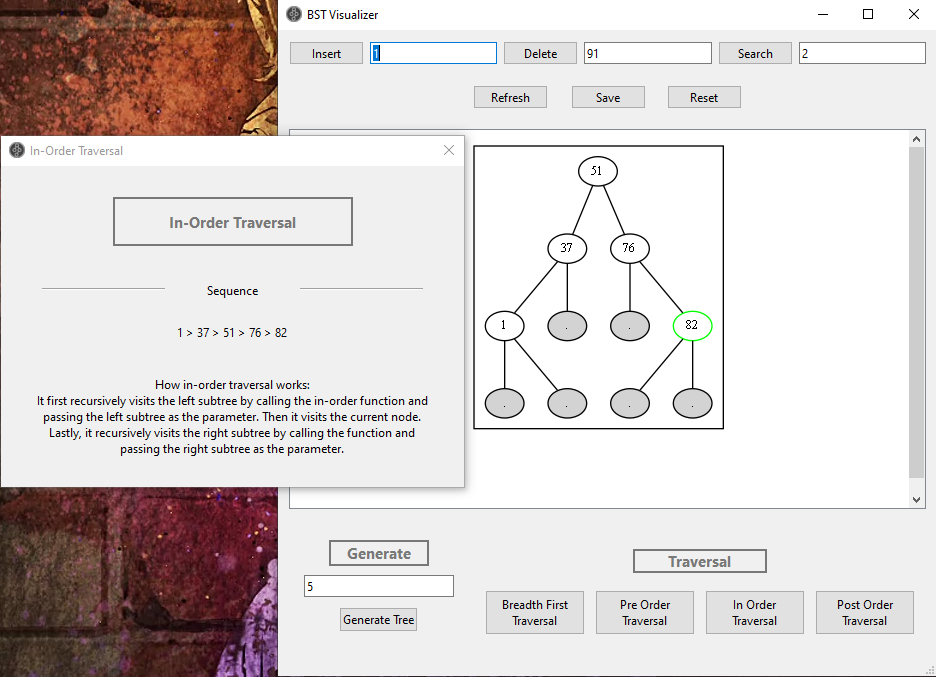 BST Visualizer
Insert 1 Delete 91 Search 2
Refresh Save Reset
In-Order Traversal
In-Order Traversal
Sequence
1 > 37 > 51 > 76 > 82
How in-order traversal works:
It first recursively visits the left subtree by calling the in-order function and
passing the left subtree as the parameter. Then it visits the current node.
Lastly, it recursively visits the right subtree by calling the function and
passing the right subtree as the parameter.
51
37 76
1 . . 82
. . . .
Generate
5
Generate Tree
Traversal
Breadth First
Traversal
Pre Order
Traversal
In Order
Traversal
Post Order
Traversal